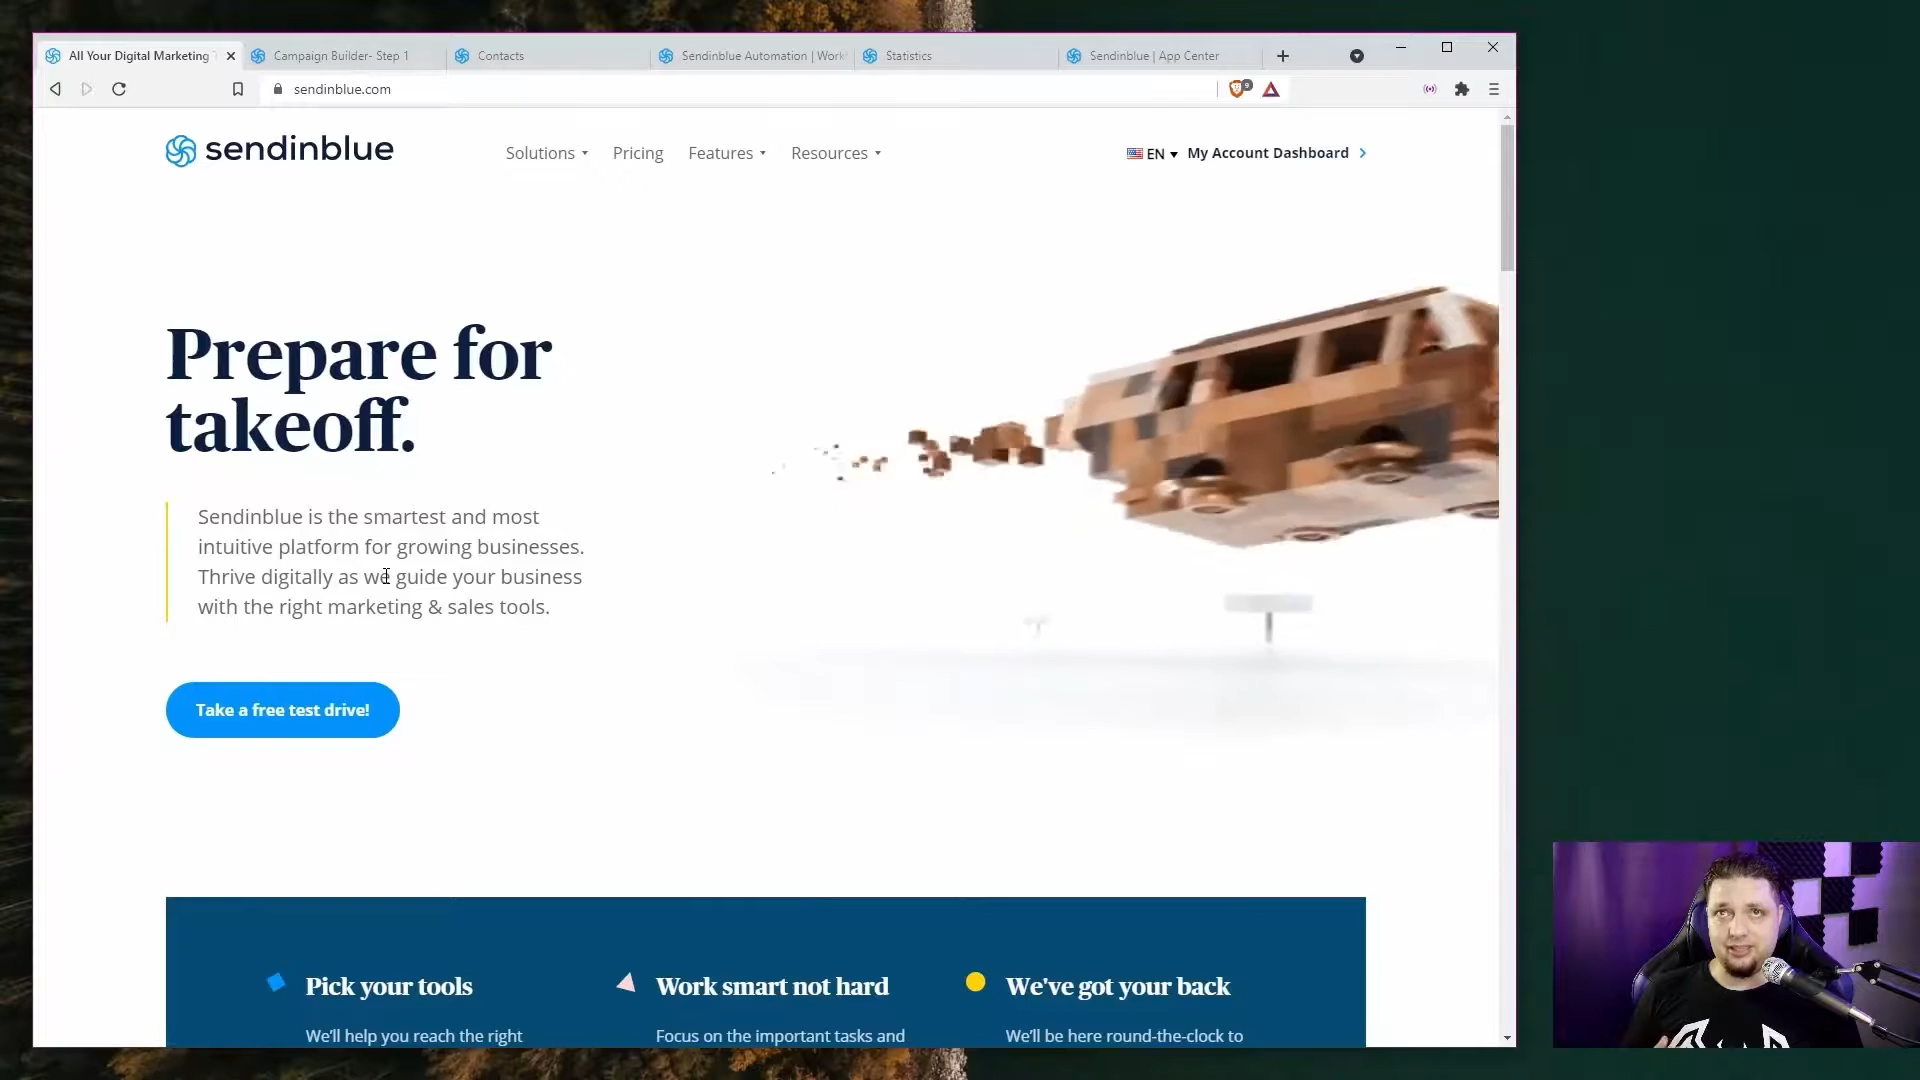 All Your Digital Marketing
Campaign Builder- Step 1
Contacts
Sendinblue Automation | Work
Statistics
Sendinblue | App Center
sendinblue.com
9
sendinblue
Solutions
Pricing
Features
Resources
EN
My Account Dashboard
Prepare for
takeoff.
Sendinblue is the smartest and most
intuitive platform for growing businesses.
Thrive digitally as we guide your business
with the right marketing & sales tools.
Take a free test drive!
Pick your tools
Work smart not hard
We've got your back
We'll help you reach the right
Focus on the important tasks and
We'll be here round-the-clock to